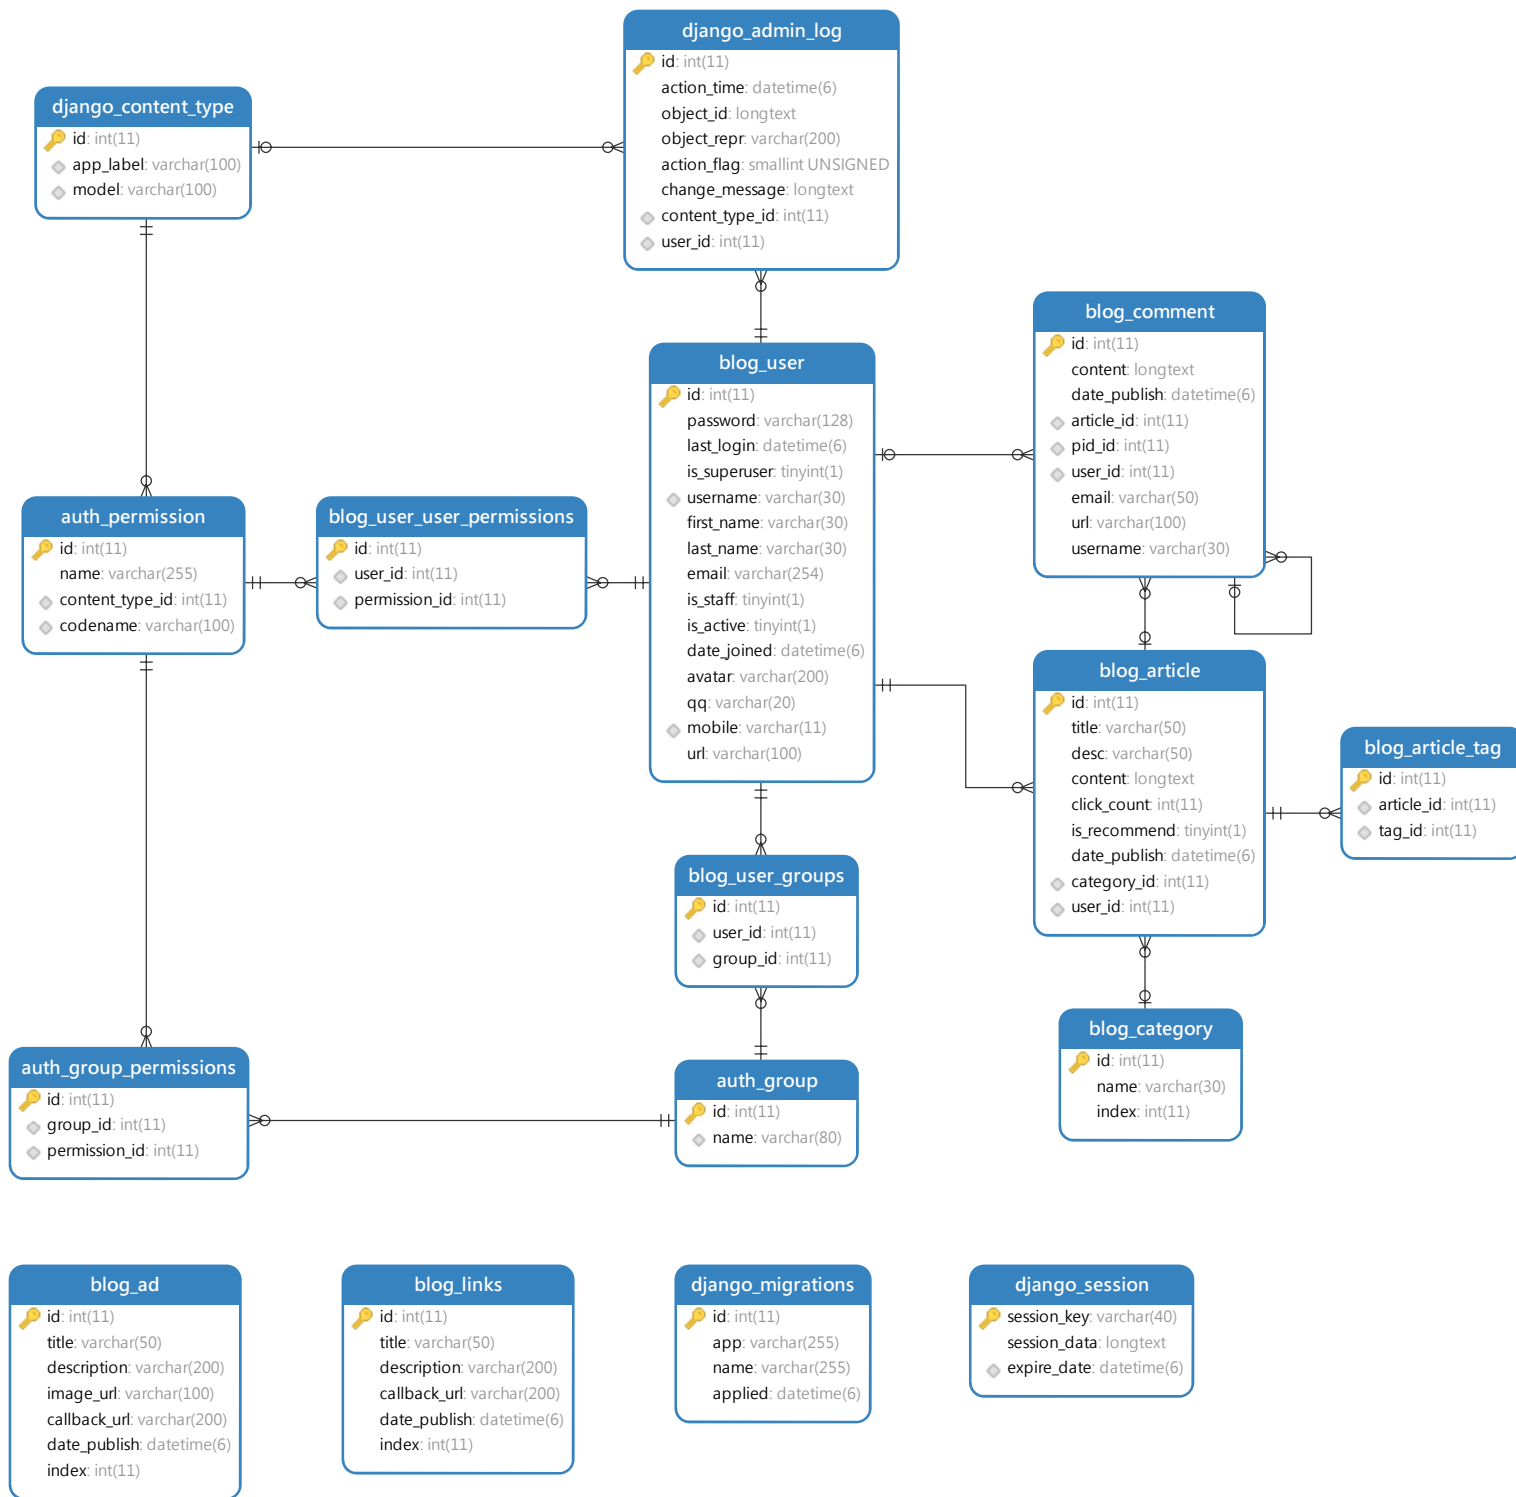 django_admin_log
id: int(11)
action_time: datetime(6)
object_id: longtext
object_repr: varchar(200)
action_flag: smallint UNSIGNED
change_message: longtext
content_type_id: int(11)
user_id: int(11)
django_content_type
id: int(11)
app_label: varchar(100)
model: varchar(100)
blog_comment
id: int(11)
content: longtext
date_publish: datetime(6)
article_id: int(11)
pid_id: int(11)
user_id: int(11)
email: varchar(50)
url: varchar(100)
username: varchar(30)
blog_user
id: int(11)
password: varchar(128)
last_login: datetime(6)
is_superuser: tinyint(1)
username: varchar(30)
first_name: varchar(30)
last_name: varchar(30)
email: varchar(254)
is_staff: tinyint(1)
is_active: tinyint(1)
date_joined: datetime(6)
avatar: varchar(200)
qq: varchar(20)
mobile: varchar(11)
url: varchar(100)
auth_permission
id: int(11)
name: varchar(255)
content_type_id: int(11)
codename: varchar(100)
blog_user_user_permissions
id: int(11)
user_id: int(11)
permission_id: int(11)
blog_article
id: int(11)
title: varchar(50)
desc: varchar(50)
content: longtext
click_count: int(11)
is_recommend: tinyint(1)
date_publish: datetime(6)
category_id: int(11)
user_id: int(11)
blog_article_tag
id: int(11)
article_id: int(11)
tag_id: int(11)
blog_user_groups
id: int(11)
user_id: int(11)
group_id: int(11)
blog_category
id: int(11)
name: varchar(30)
index: int(11)
auth_group_permissions
id: int(11)
group_id: int(11)
permission_id: int(11)
auth_group
id: int(11)
name: varchar(80)
blog_ad
id: int(11)
title: varchar(50)
description: varchar(200)
image_url: varchar(100)
callback_url: varchar(200)
date_publish: datetime(6)
index: int(11)
blog_links
id: int(11)
title: varchar(50)
description: varchar(200)
callback_url: varchar(200)
date_publish: datetime(6)
index: int(11)
django_migrations
id: int(11)
app: varchar(255)
name: varchar(255)
applied: datetime(6)
django_session
session_key: varchar(40)
session_data: longtext
expire_date: datetime(6)